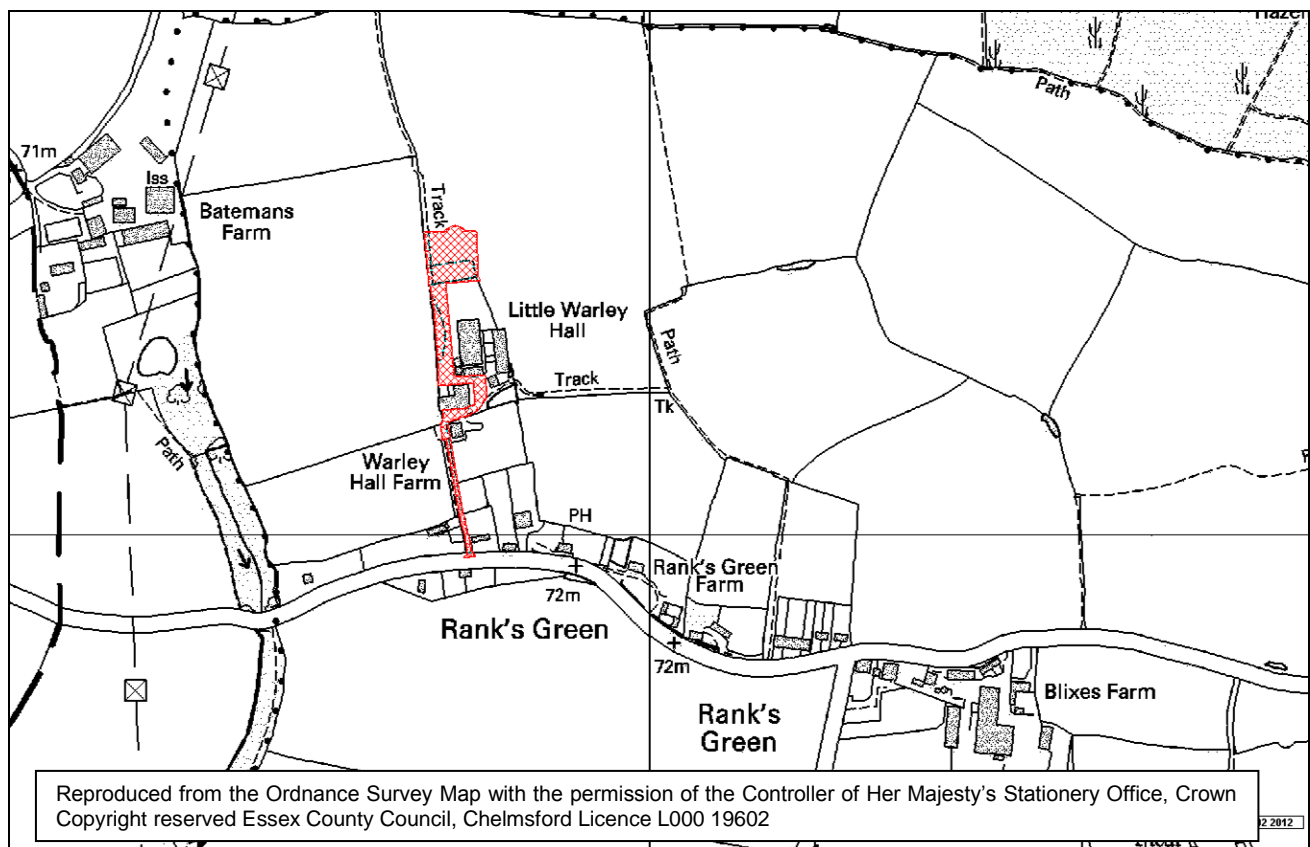 Path
71m
Iss
Track
Batemans
Farm
Little Warley
Hall
Path
Track
Tk
Path
Warley
Hall Farm
PH
Rank's Green
Farm
72m
Rank's Green
72m
Rank's
Green
Blixes Farm
Reproduced from the Ordnance Survey Map with the permission of the Controller of Her Majesty's Stationery Office, Crown
Copyright reserved Essex County Council, Chelmsford Licence L000 19602
2012